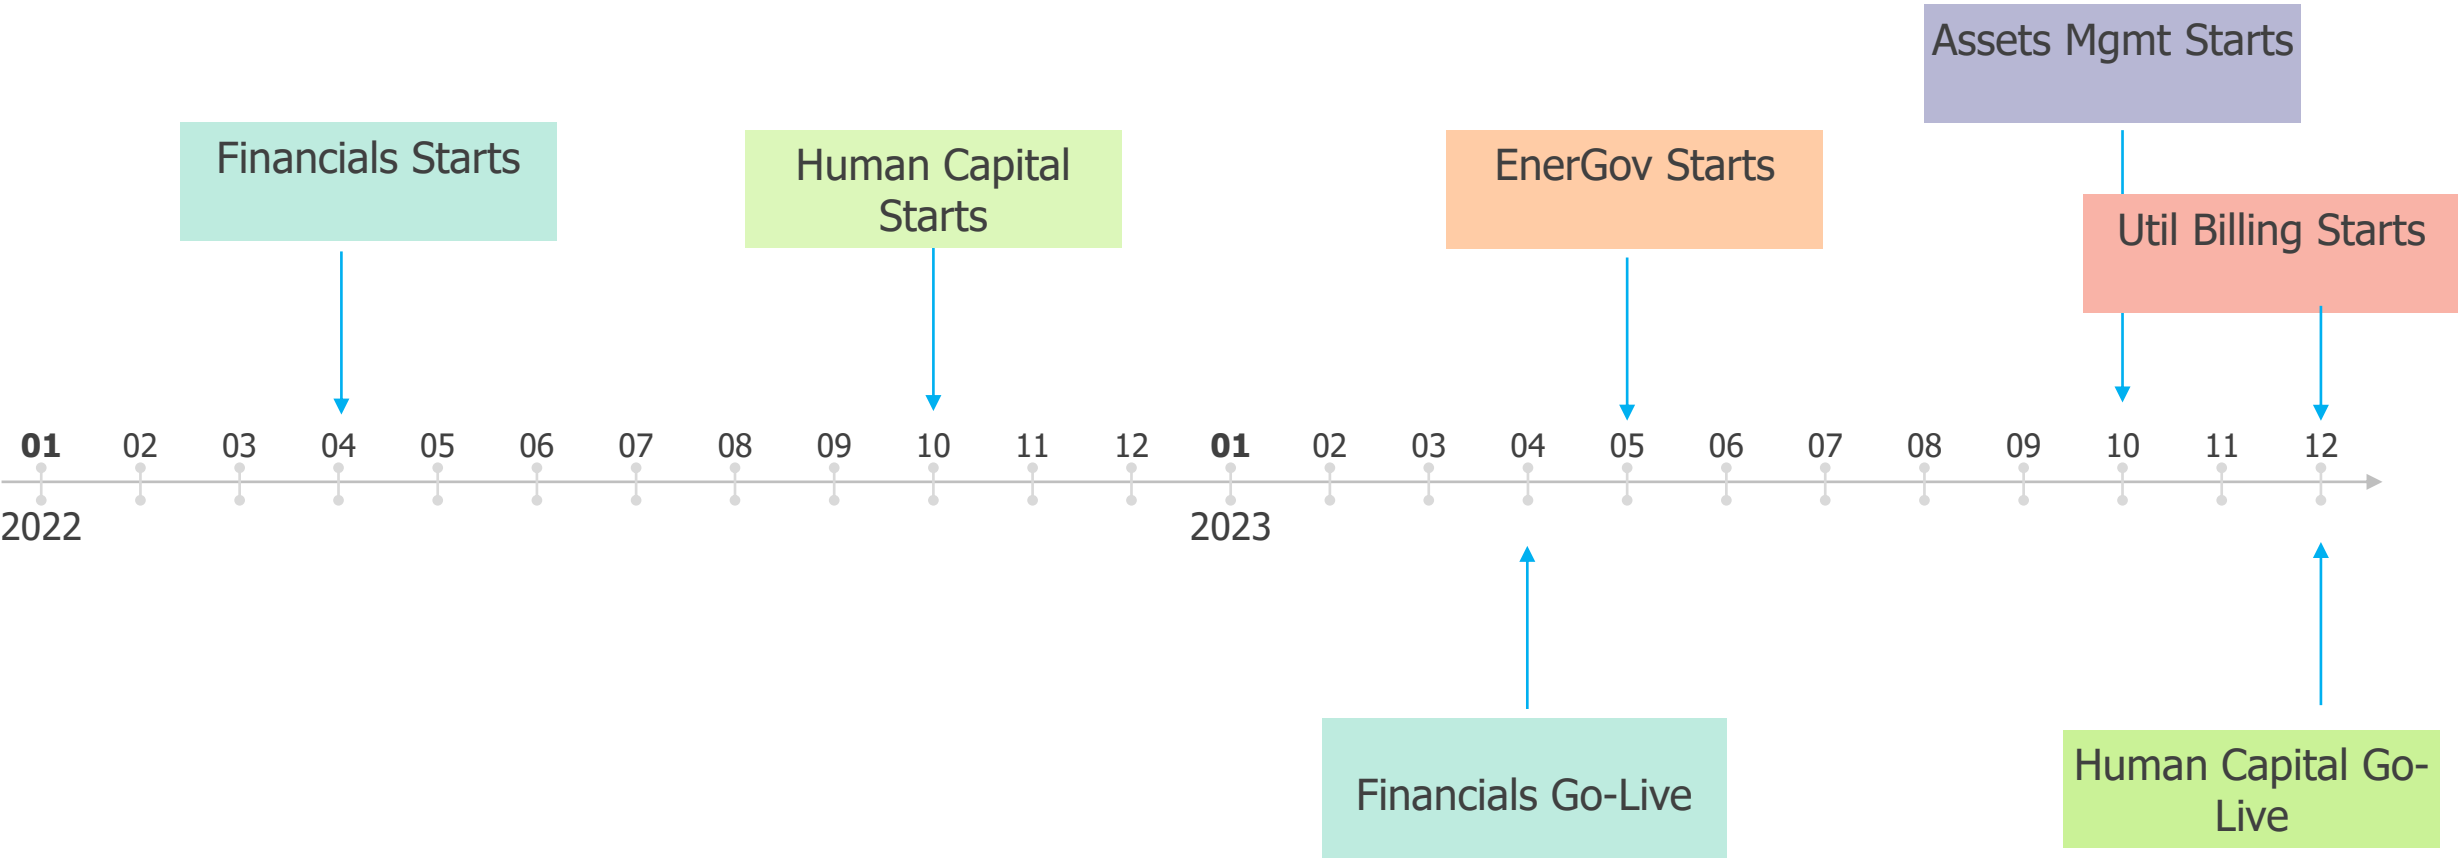 Assets Mgmt Starts
Financials Starts
Human Capital
Starts
EnerGov Starts
Util Billing Starts
01 02 03 04 05 06 07 08 09 10 11 12 01 02 03 04 05 06 07 08 09 10 11 12
2022 2023
Financials Go-Live
Human Capital Go-
Live